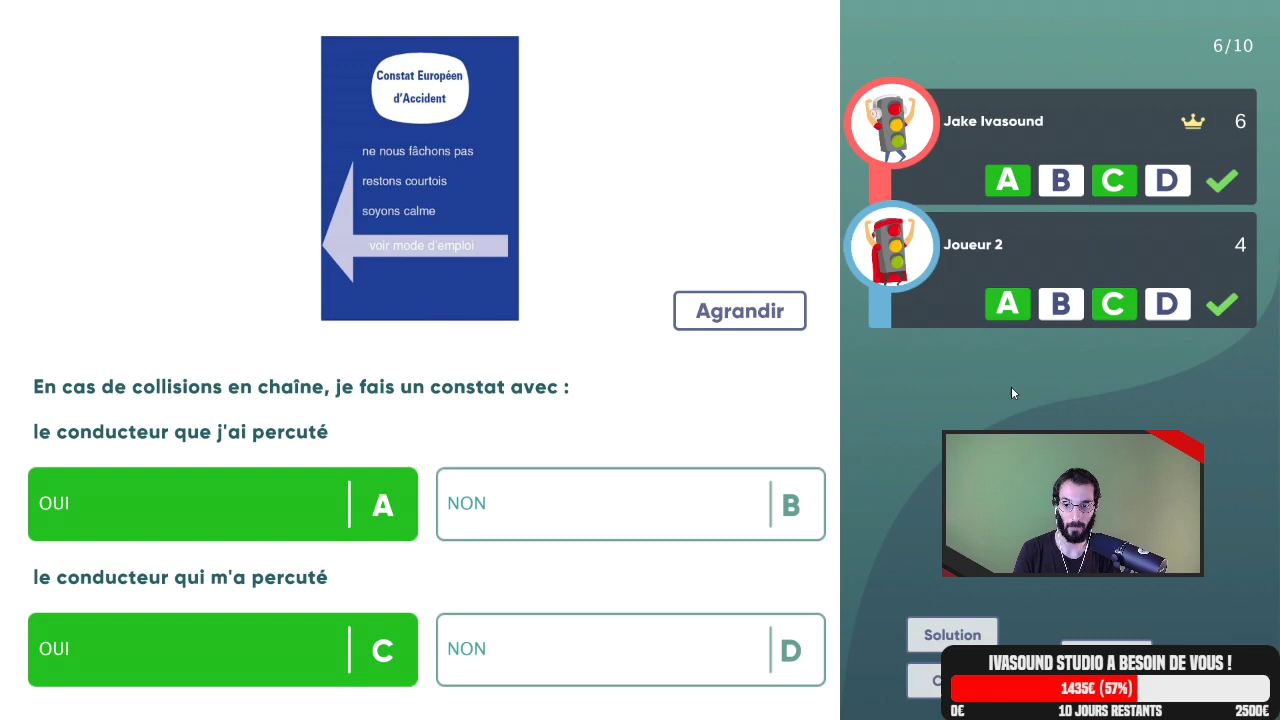 Constat Européen
d'Accident
ne nous fâchons pas
restons courtois
soyons calme
voir mode d'emploi
Agrandir
En cas de collisions en chaîne, je fais un constat avec :
le conducteur que j'ai percuté
OUI
A
NON
B
le conducteur qui m'a percuté
OUI
C
NON
D
6/10
Jake Ivasound
6
A B C D
Joueur 2
4
A B C D
Solution
IVASOUND STUDIO A BESOIN DE VOUS !
1435€ (57%)
0€ 10 JOURS RESTANTS 2500€